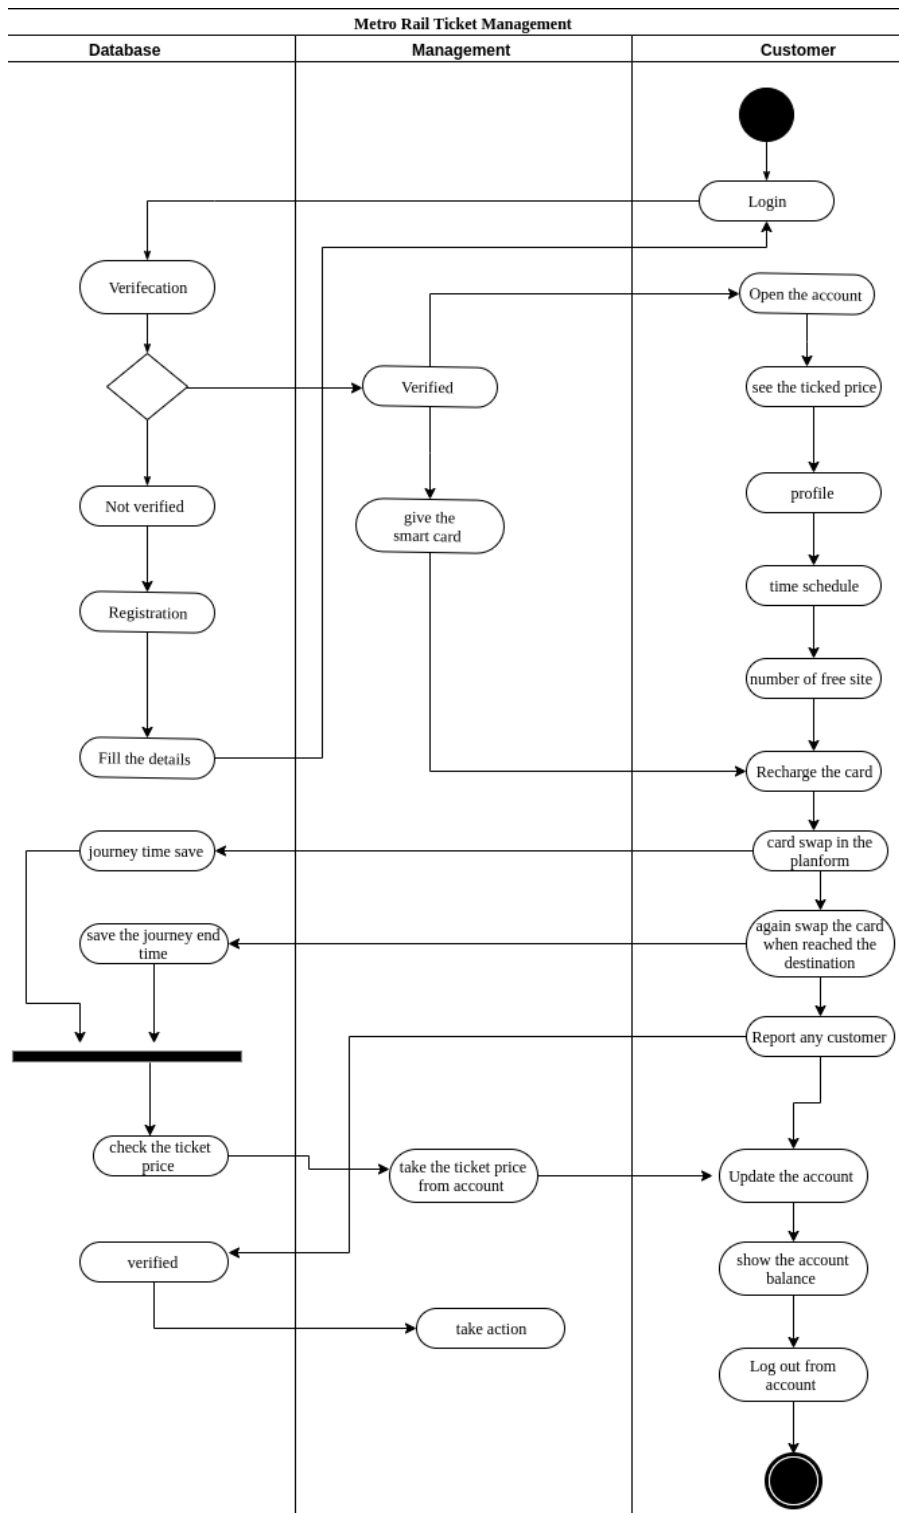 Metro Rail Ticket Management
Database
Management
Customer
Login
Verifecation
Open the account
Verified
see the ticked price
Not verified
give the
smart card
profile
time schedule
Registration
number of free site
Fill the details
Recharge the card
journey time save
card swap in the
planform
save the journey end
time
again swap the card
when reached the
destination
Report any customer
check the ticket
price
take the ticket price
from account
Update the account
verified
show the account
balance
take action
Log out from
account